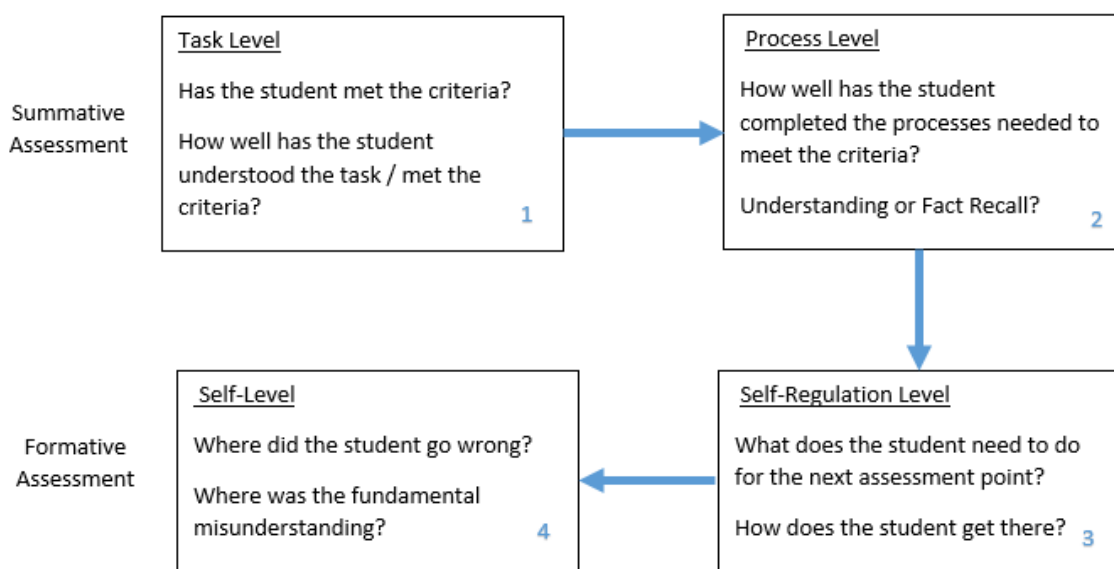 Summative
Assessment
Task Level
Has the student met the criteria?
How well has the student
understood the task / met the
criteria?
1
Process Level
How well has the student
completed the processes needed to
meet the criteria?
Understanding or Fact Recall?
2
Formative
Assessment
Self-Level
Where did the student go wrong?
Where was the fundamental
misunderstanding?
4
Self-Regulation Level
What does the student need to do
for the next assessment point?
How does the student get there?
3